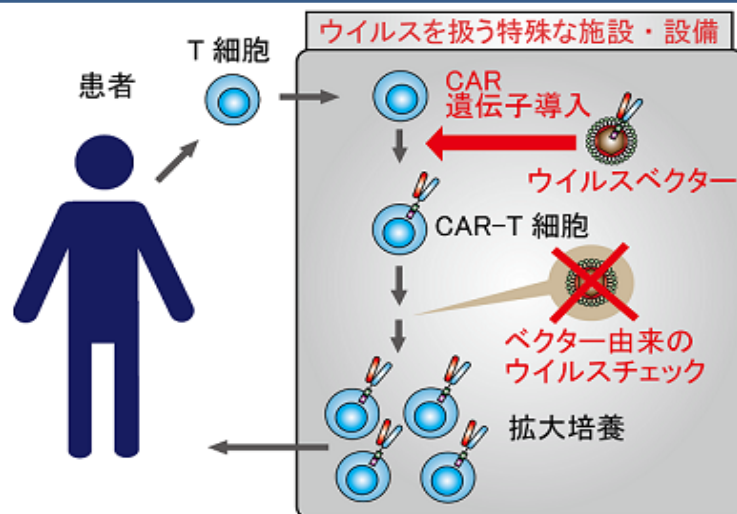 ウイルスを扱う特殊な施設・設備
T 細胞
患者
CAR
遺伝子導入
ウイルスベクター
CAR-T 細胞
ベクター由来の
ウイルスチェック
拡大培養